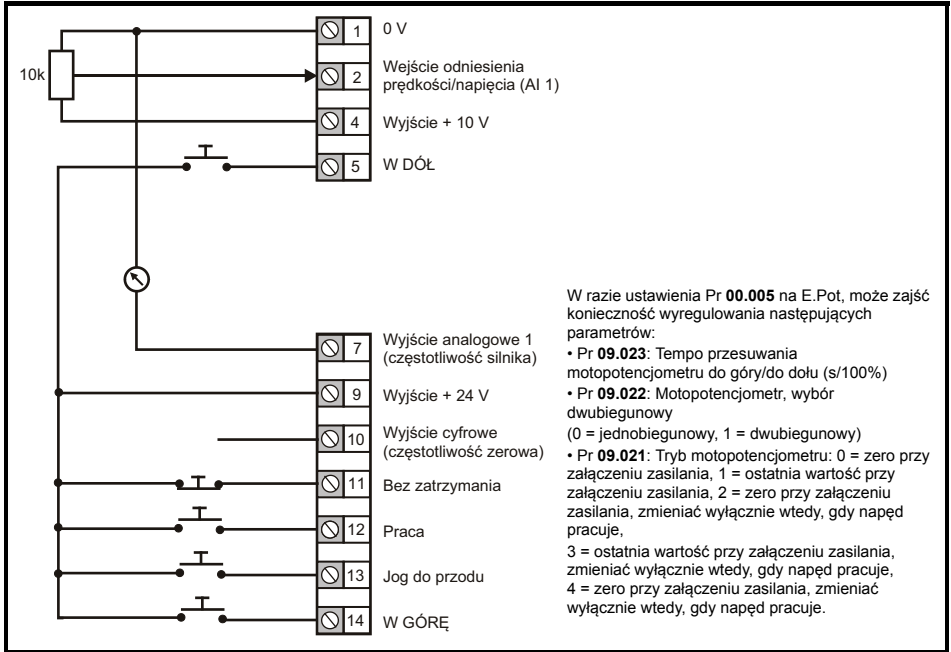 1 0 V
10k
2 Wejście odniesienia
prędkości/napięcia (AI 1)
4 Wyjście + 10 V
5 W DÓŁ
7 Wyjście analogowe 1
(częstotliwość silnika)
9 Wyjście + 24 V
10 Wyjście cyfrowe
(częstotliwość zerowa)
11 Bez zatrzymania
12 Praca
13 Jog do przodu
14 W GÓRĘ
W razie ustawienia Pr 00.005 na E.Pot, może zajść
konieczność wyregulowania następujących
parametrów:
• Pr 09.023: Tempo przesuwania
motopotencjometru do góry/do dołu (s/100%)
• Pr 09.022: Motopotencjometr, wybór
dwubiegunowy
(0 = jednobiegunowy, 1 = dwubiegunowy)
• Pr 09.021: Tryb motopotencjometru: 0 = zero przy
załączeniu zasilania, 1 = ostatnia wartość przy
załączeniu zasilania, 2 = zero przy załączeniu
zasilania, zmieniać wyłącznie wtedy, gdy napęd
pracuje,
3 = ostatnia wartość przy załączeniu zasilania,
zmieniać wyłącznie wtedy, gdy napęd pracuje,
4 = zero przy załączeniu zasilania, zmieniać
wyłącznie wtedy, gdy napęd pracuje.